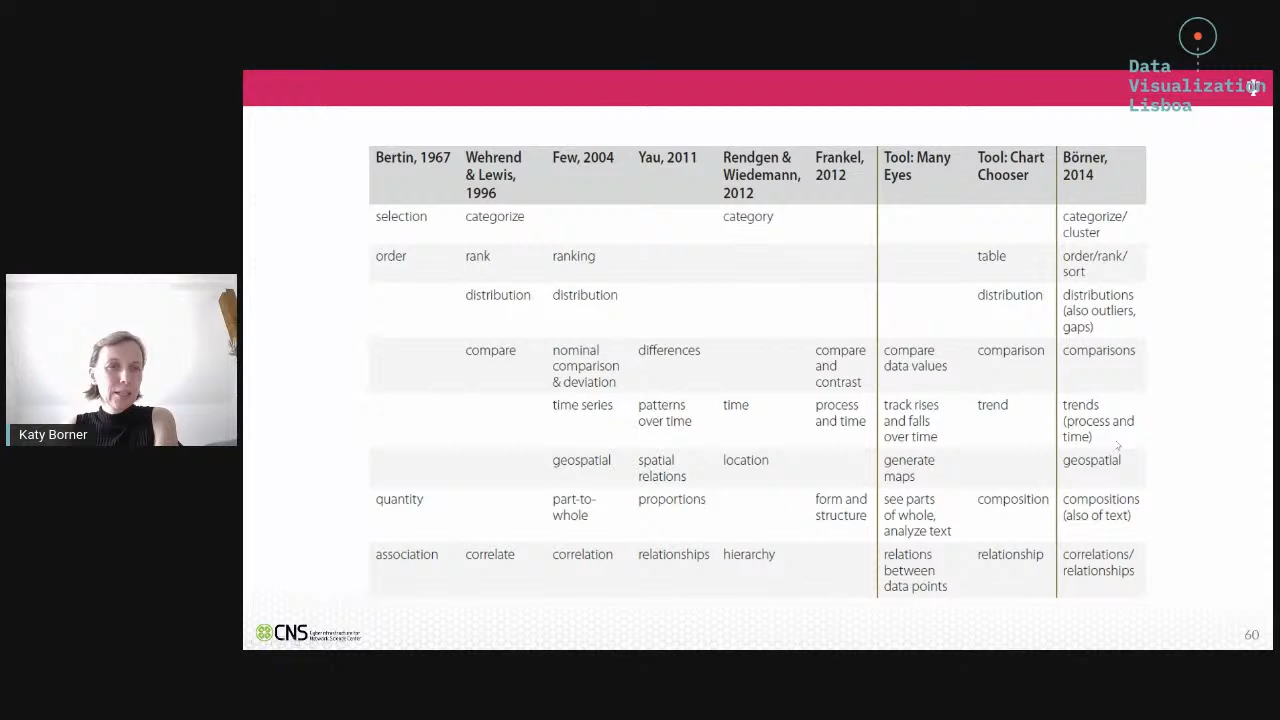 Data
Visualization
Lisboa
Bertin, 1967
Wehrend
& Lewis,
1996
Few, 2004
Yau, 2011
Rendgen &
Wiedemann,
2012
Frankel,
2012
Tool: Many
Eyes
Tool: Chart
Chooser
Börner,
2014
selection
categorize
category
categorize/
cluster
order
rank
ranking
table
order/rank/
sort
distribution
distribution
distribution
distributions
(also outliers,
gaps)
compare
nominal
comparison
& deviation
differences
compare
and
contrast
compare
data values
comparison
comparisons
time series
patterns
over time
time
process
and time
track rises
and falls
over time
trend
trends
(process and
time)
geospatial
spatial
relations
location
generate
maps
geospatial
quantity
part-to-
whole
proportions
form and
structure
see parts
of whole,
analyze text
composition
compositions
(also of text)
association
correlate
correlation
relationships
hierarchy
relations
between
data points
relationship
correlations/
relationships
Katy Borner
CNS
Cyberinfrastructure for
Network Science Center
60